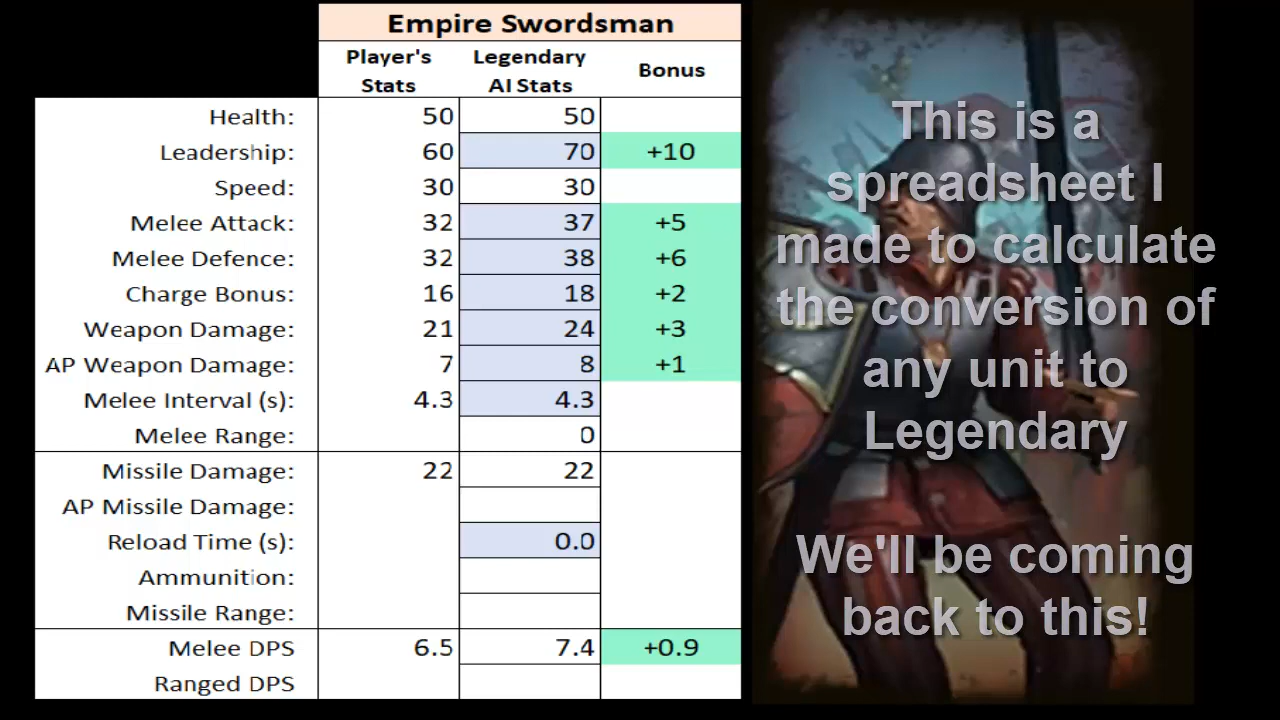 Empire Swordsman
Player's Stats Legendary AI Stats Bonus
Health: 50 50
Leadership: 60 70 +10
Speed: 30 30
Melee Attack: 32 37 +5
Melee Defence: 32 38 +6
Charge Bonus: 16 18 +2
Weapon Damage: 21 24 +3
AP Weapon Damage: 7 8 +1
Melee Interval (s): 4.3 4.3
Melee Range: 0
Missile Damage: 22 22
AP Missile Damage:
Reload Time (s): 0.0
Ammunition:
Missile Range:
Melee DPS 6.5 7.4 +0.9
Ranged DPS
This is a
spreadsheet I
made to calculate
the conversion of
any unit to
Legendary
We'll be coming
back to this!